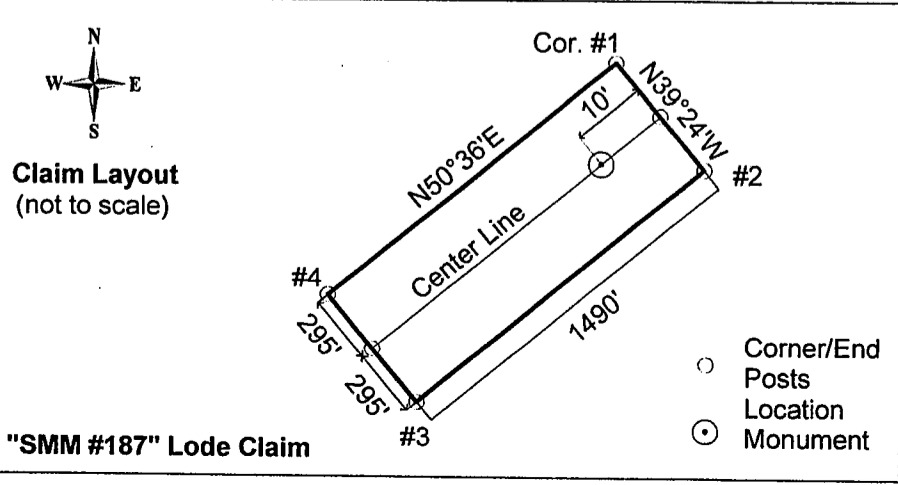 N
W E
S
Claim Layout
(not to scale)
Cor. #1
10'
N39°24'W
#2
N50°36'E
Center Line
#4
295'
295'
#3
1490'
Corner/End
Posts
Location
Monument
"SMM #187" Lode Claim